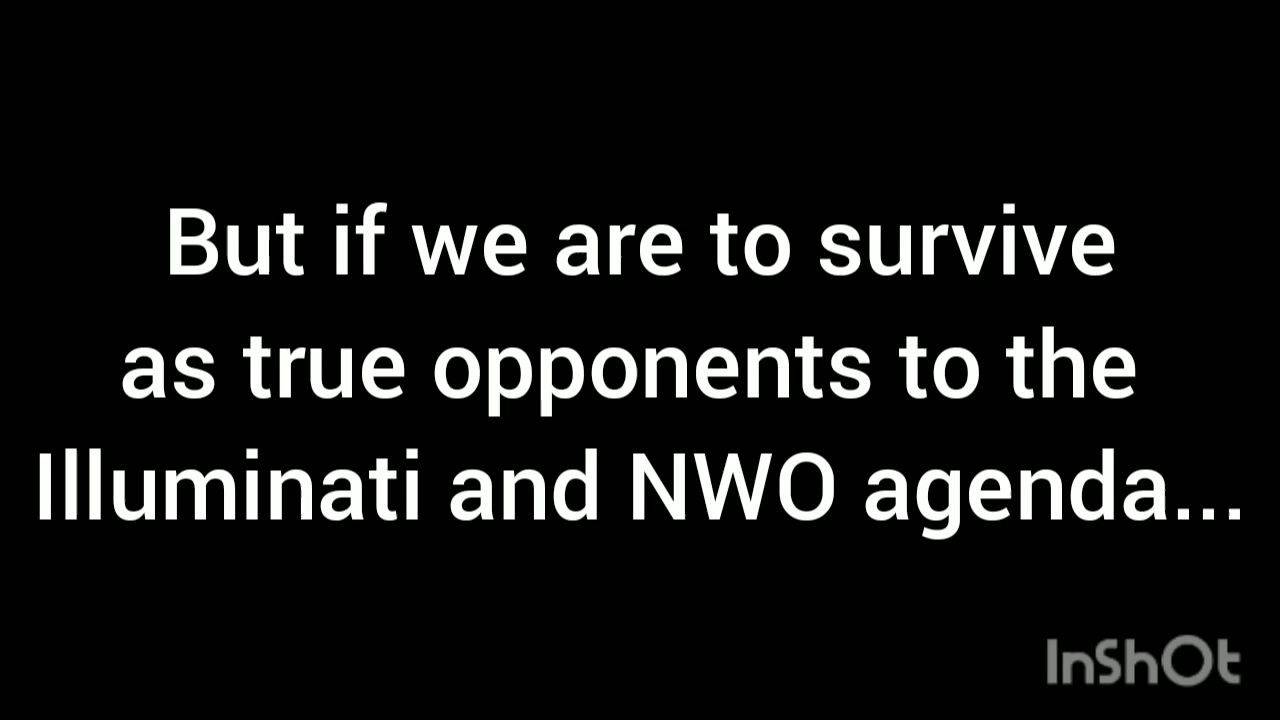 But if we are to survive
as true opponents to the
Illuminati and NWO agenda...
InShOt